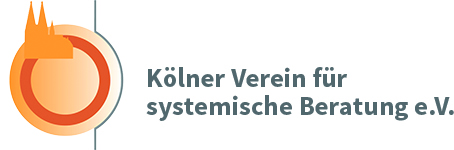 Kölner Verein für
systemische Beratung e.V.